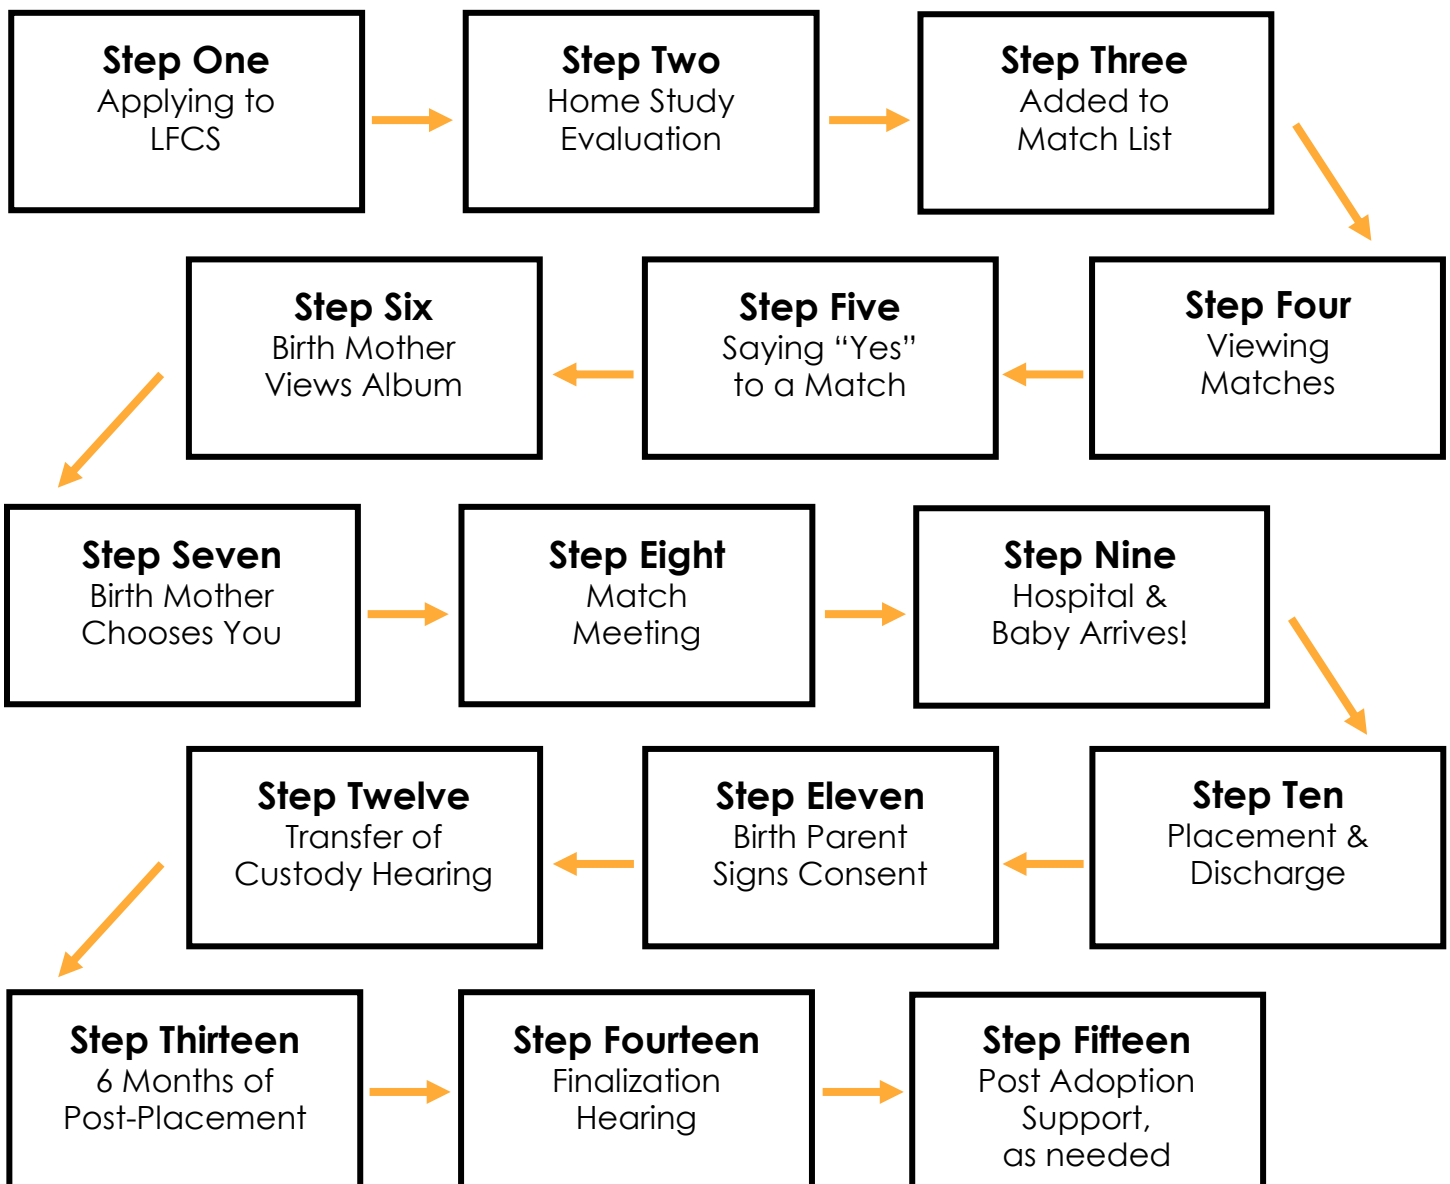 Step One
Applying to
LFCS
Step Two
Home Study
Evaluation
Step Three
Added to
Match List
Step Four
Viewing
Matches
Step Five
Saying “Yes”
to a Match
Step Six
Birth Mother
Views Album
Step Seven
Birth Mother
Chooses You
Step Eight
Match
Meeting
Step Nine
Hospital &
Baby Arrives!
Step Ten
Placement &
Discharge
Step Eleven
Birth Parent
Signs Consent
Step Twelve
Transfer of
Custody Hearing
Step Thirteen
6 Months of
Post-Placement
Step Fourteen
Finalization
Hearing
Step Fifteen
Post Adoption
Support,
as needed